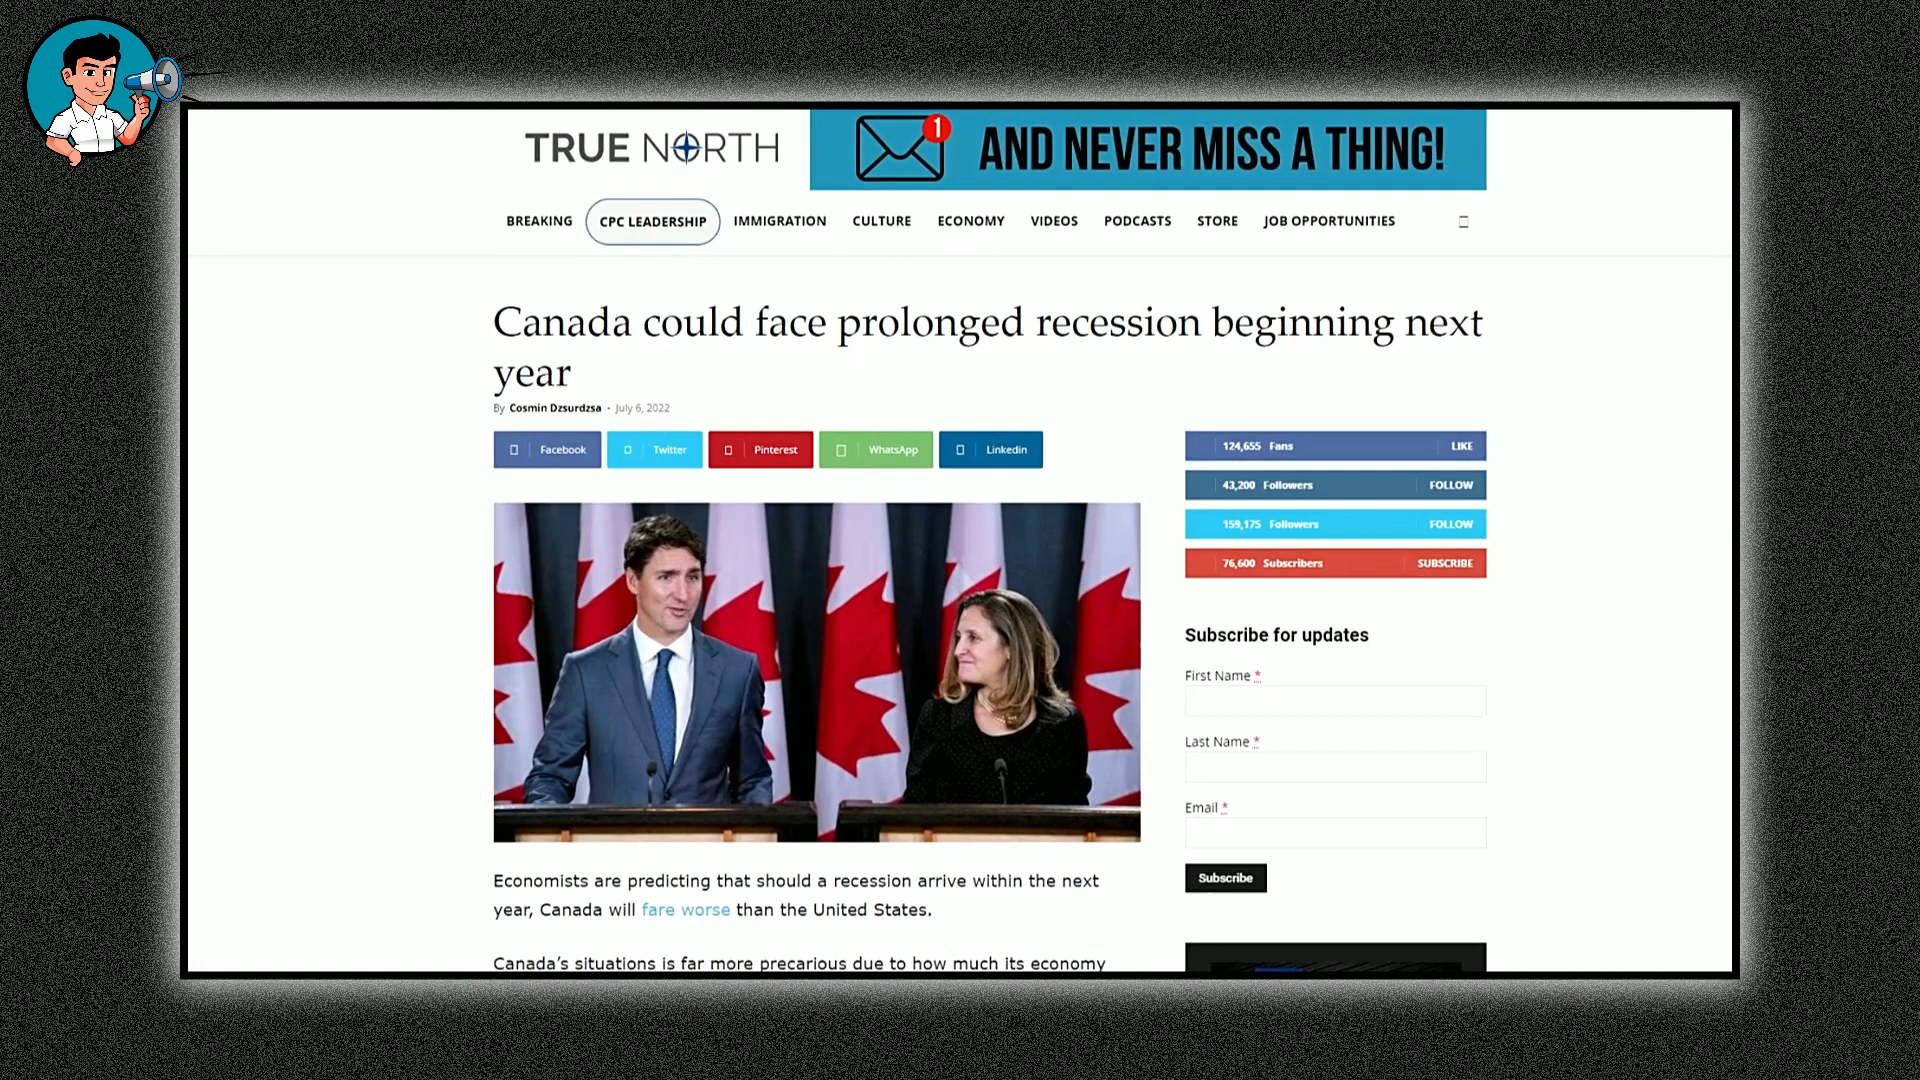 TRUE NORTH
1
AND NEVER MISS A THING!
BREAKING CPC LEADERSHIP IMMIGRATION CULTURE ECONOMY VIDEOS PODCASTS STORE JOB OPPORTUNITIES
Canada could face prolonged recession beginning next
year
By Cosmin Dzsurdzsa - July 6, 2022
Facebook Twitter Pinterest WhatsApp Linkedin
124,655 Fans LIKE
43,200 Followers FOLLOW
159,175 Followers FOLLOW
76,600 Subscribers SUBSCRIBE
Subscribe for updates
First Name *
Last Name *
Email *
Subscribe
Economists are predicting that should a recession arrive within the next
year, Canada will fare worse than the United States.
Canada’s situations is far more precarious due to how much its economy